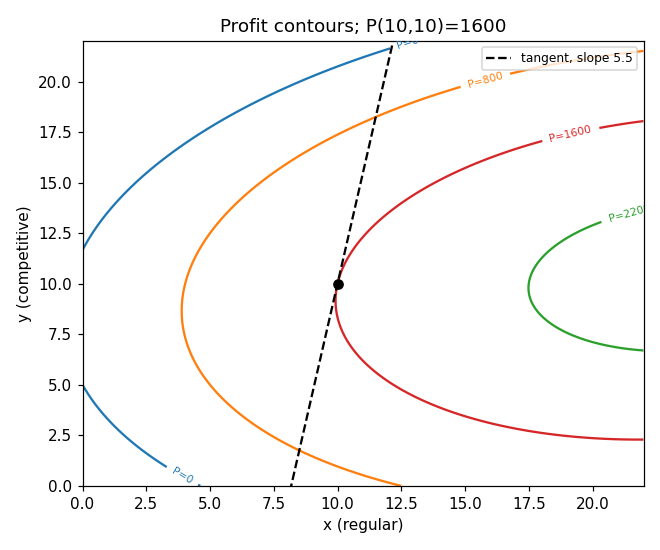 Profit contours; P(10,10)=1600
tangent, slope 5.5
P=800
P=1600
P=220
P=0
y (competitive)
20.0
17.5
15.0
12.5
10.0
7.5
5.0
2.5
0.0
0.0 2.5 5.0 7.5 10.0 12.5 15.0 17.5 20.0
x (regular)